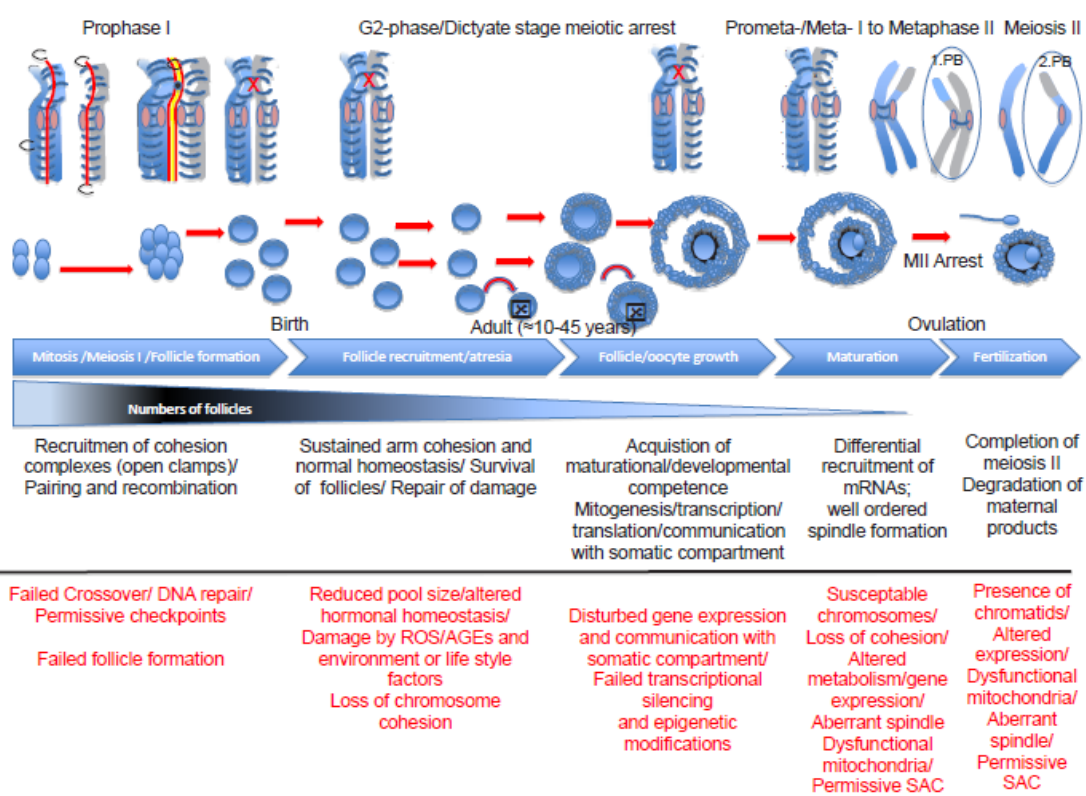 Prophase I
G2-phase/Dictyate stage meiotic arrest
Prometa-/Meta- I to Metaphase II
Meiosis II
1.PB
2.PB
X
X
X
MII Arrest
Birth
Adult (≈10-45 years)
Ovulation
Mitosis /Meiosis I /Follicle formation
Follicle recruitment/atresia
Follicle/oocyte growth
Maturation
Fertilization
Numbers of follicles
Recruitmen of cohesion
complexes (open clamps)/
Pairing and recombination
Sustained arm cohesion and
normal homeostasis/ Survival
of follicles/ Repair of damage
Acquistion of
maturational/developmental
competence
Mitogenesis/transcription/
translation/communication
with somatic compartment
Differential
recruitment of
mRNAs;
well ordered
spindle formation
Completion of
meiosis II
Degradation of
maternal
products
Failed Crossover/ DNA repair/
Permissive checkpoints
Failed follicle formation
Reduced pool size/altered
hormonal homeostasis/
Damage by ROS/AGEs and
environment or life style
factors
Loss of chromosome
cohesion
Disturbed gene expression
and communication with
somatic compartment/
Failed transcriptional
silencing
and epigenetic
modifications
Susceptable
chromosomes/
Loss of cohesion/
Altered
metabolism/gene
expression/
Aberrant spindle
Dysfunctional
mitochondria/
Permissive SAC
Presence of
chromatids/
Altered
expression/
Dysfunctional
mitochondria/
Aberrant
spindle/
Permissive
SAC